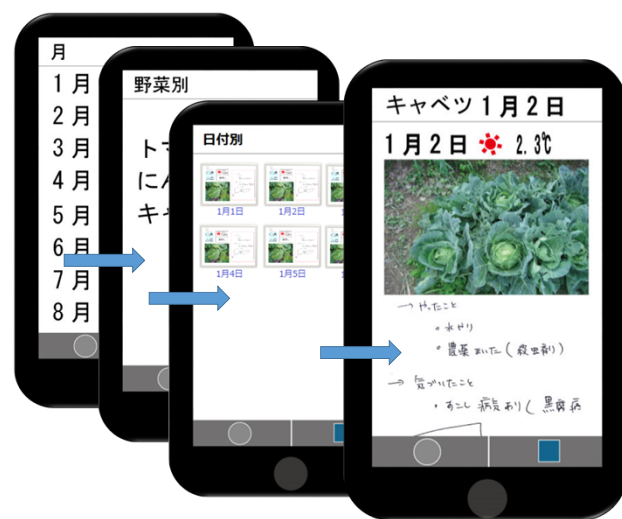 月
1月
2月
3月
4月
5月
6月
7月
8月
野菜別
ト
に
キ
日付別
1月1日
1月2日
1月4日
1月5日
キャベツ1月2日
1月2日 2.3℃
→ やったこと
・水やり
・農薬まいた(殺虫剤)
→ 気づいたこと
・すこし病気あり(黒腐病